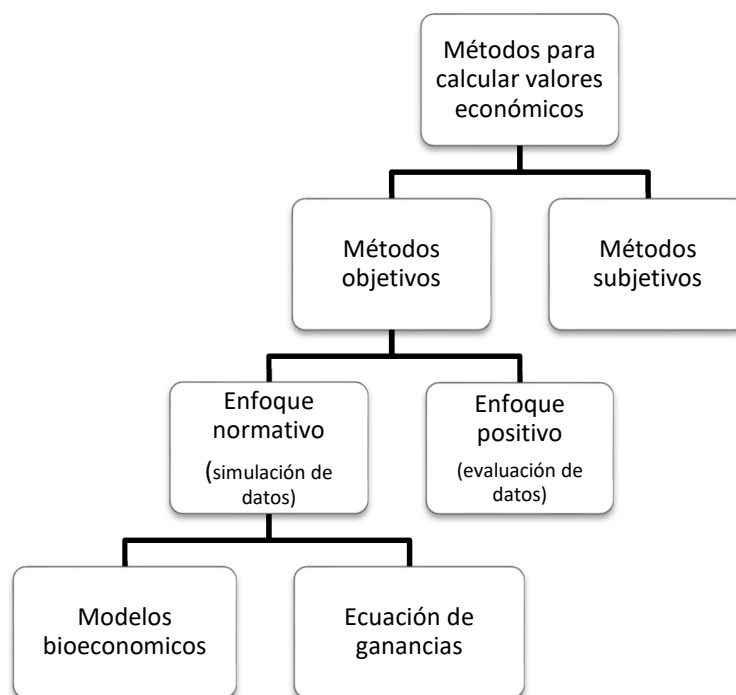 Métodos para
calcular valores
económicos
Métodos
objetivos
Métodos
subjetivos
Enfoque
normativo
(simulación de
datos)
Enfoque
positivo
(evaluación de
datos)
Modelos
bioeconomicos
Ecuación de
ganancias